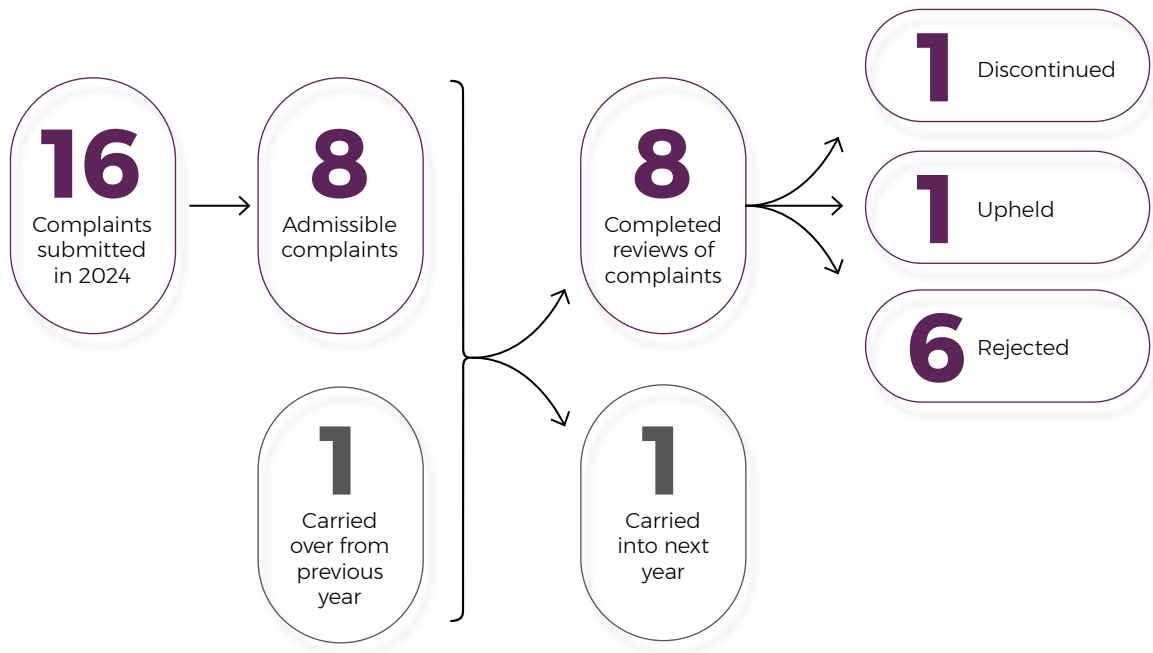 16
Complaints
submitted
in 2024
8
Admissible
complaints
1
Carried
over from
previous
year
8
Completed
reviews of
complaints
1
Carried
into next
year
1 Discontinued
1 Upheld
6 Rejected